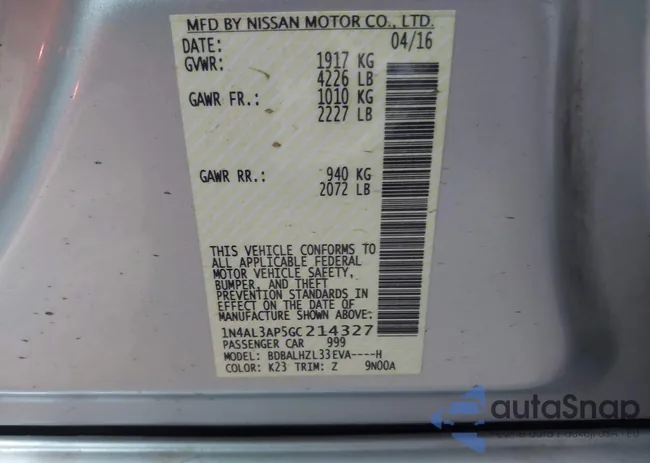 MFD BY NISSAN MOTOR CO., LTD.
DATE: 04/16
GVWR: 1917 KG
4226 LB
GAWR FR.: 1010 KG
2227 LB
GAWR RR.: 940 KG
2072 LB
THIS VEHICLE CONFORMS TO
ALL APPLICABLE FEDERAL
MOTOR VEHICLE SAFETY,
BUMPER, AND THEFT
PREVENTION STANDARDS IN
EFFECT ON THE DATE OF
MANUFACTURE SHOWN ABOVE.
1N4AL3AP5GC214327
PASSENGER CAR 999
MODEL: BDBALHZL33EVA----H
COLOR: K23 TRIM: Z 9N00A
autoSnap